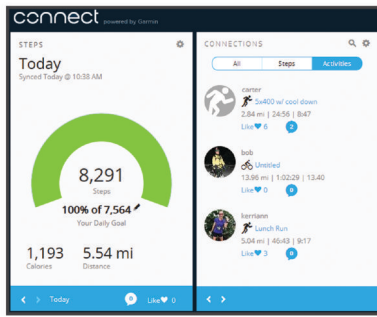 connect powered by Garmin
STEPS
Today
Synced Today @ 10:38 AM
8,291
Steps
100% of 7,564
Your Daily Goal
1,193
Calories
5.54 mi
Distance
Today
0
Like 0
CONNECTIONS
All
Steps
Activities
carter
5x400 w/ cool down
2.84 mi | 24:56 | 8:47
Like 6
2
bob
Untitled
13.96 mi | 1:02:29 | 13.40
Like 0
0
kerriann
Lunch Run
5.04 mi | 46:43 | 9:17
Like 3
0